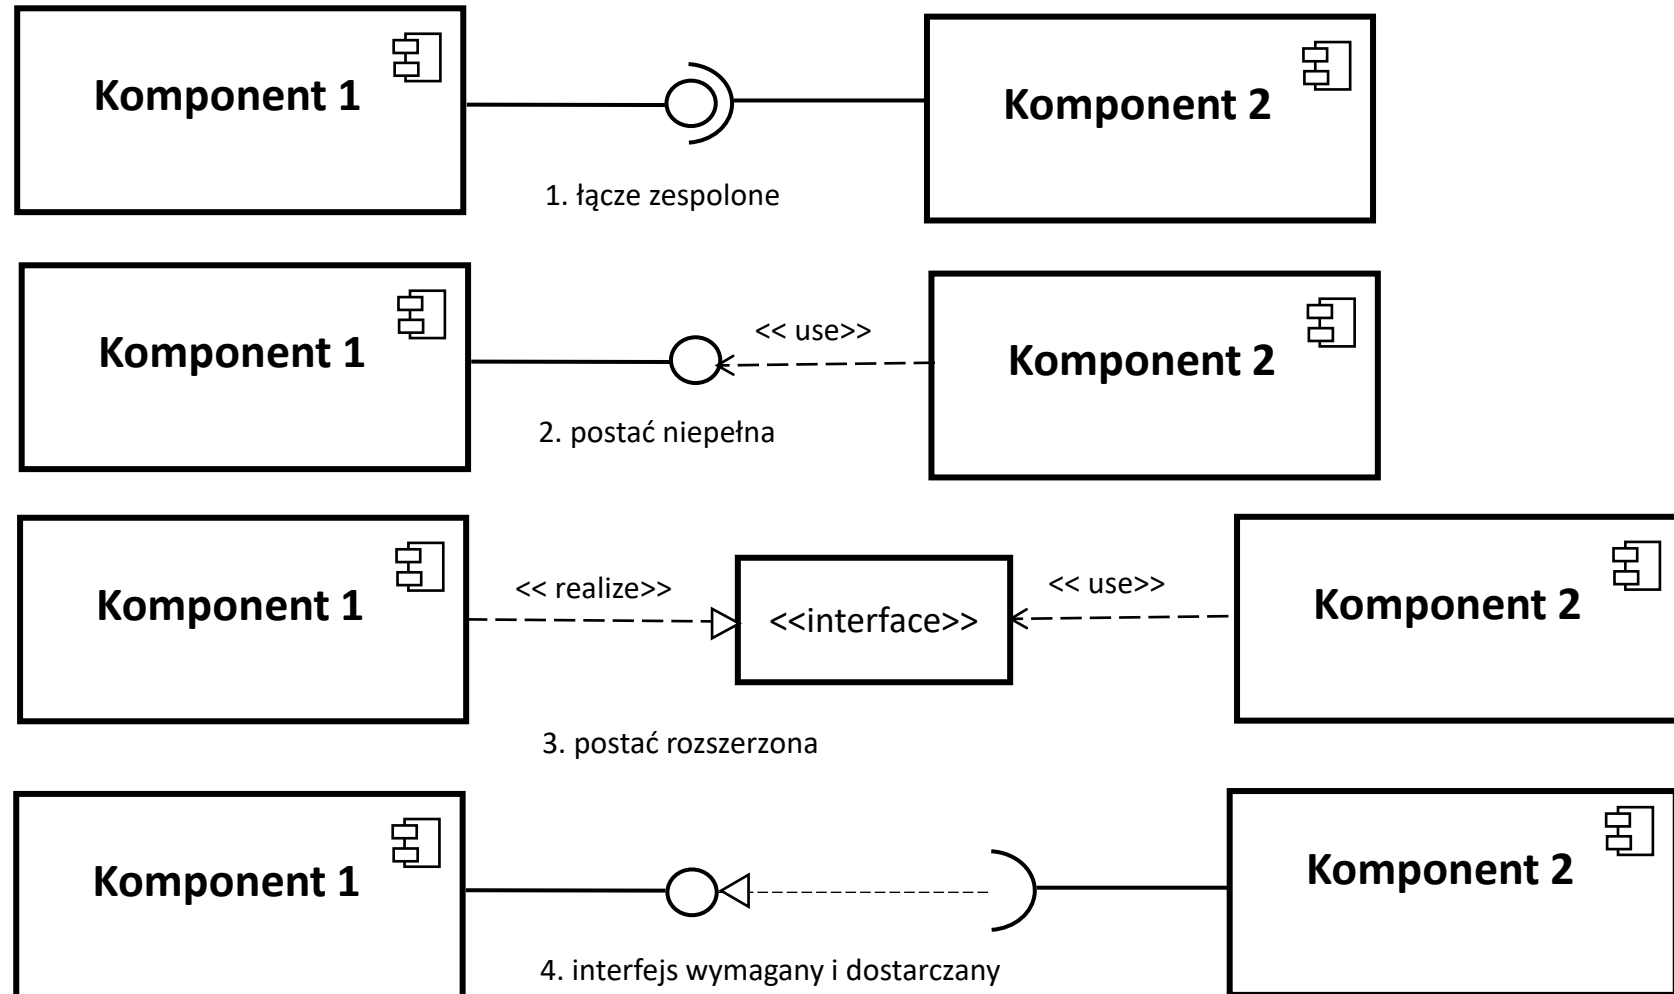 Komponent 1
Komponent 2
1. łącze zespolone
Komponent 1
<< use>>
Komponent 2
2. postać niepełna
Komponent 1
<< realize>>
<<interface>>
<< use>>
Komponent 2
3. postać rozszerzona
Komponent 1
Komponent 2
4. interfejs wymagany i dostarczany